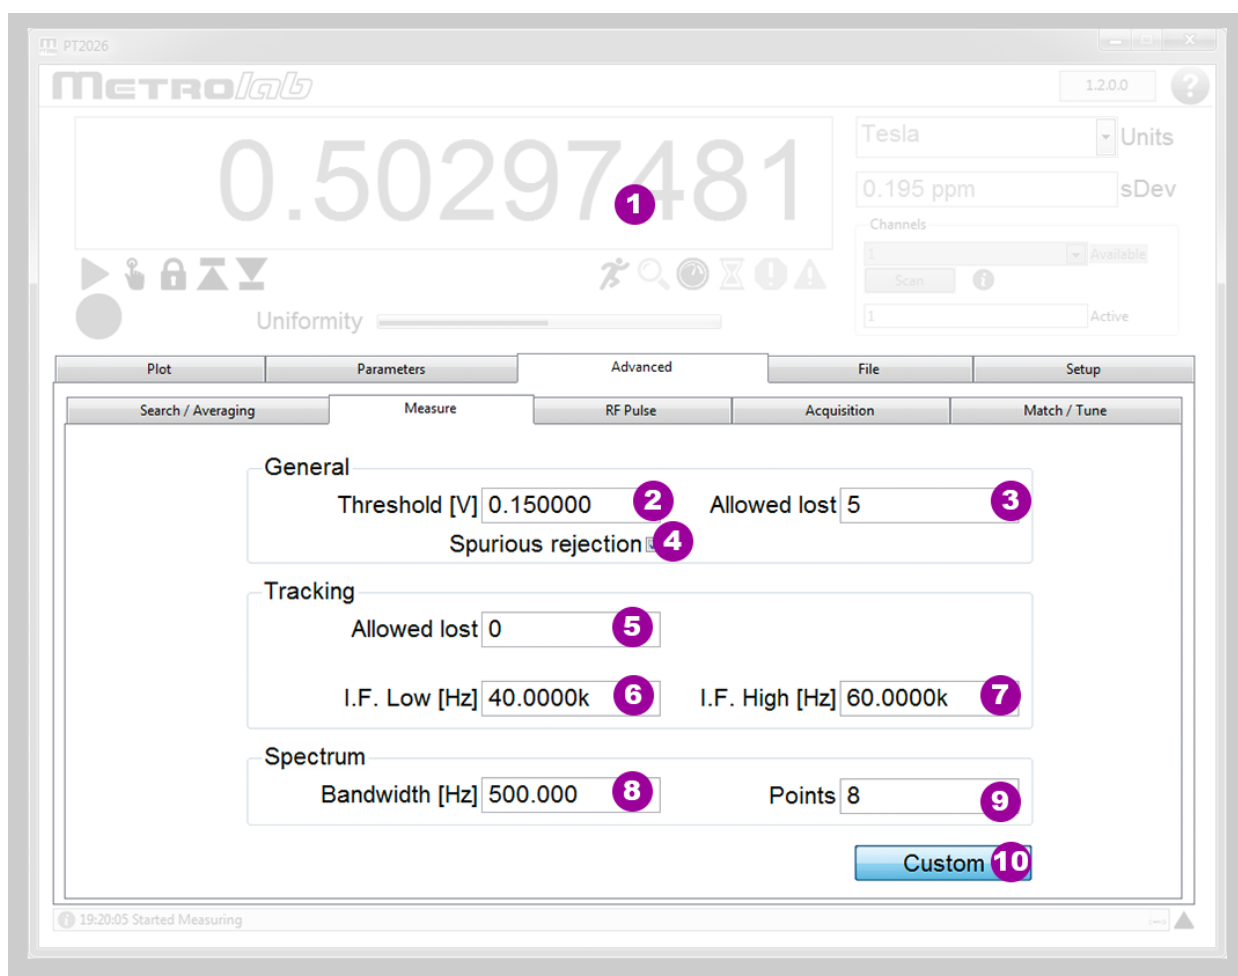 PT2026
METROlab
1.2.0.0
?
0.50297481
1
Tesla
Units
0.195 ppm
sDev
Channels
1
Available
Scan
i
1
Active
Uniformity
Plot
Parameters
Advanced
File
Setup
Search / Averaging
Measure
RF Pulse
Acquisition
Match / Tune
General
Threshold [V] 0.150000 2
Allowed lost 5 3
Spurious rejection 4
Tracking
Allowed lost 0 5
I.F. Low [Hz] 40.0000k 6
I.F. High [Hz] 60.0000k 7
Spectrum
Bandwidth [Hz] 500.000 8
Points 8 9
Custom 10
19:20:05 Started Measuring